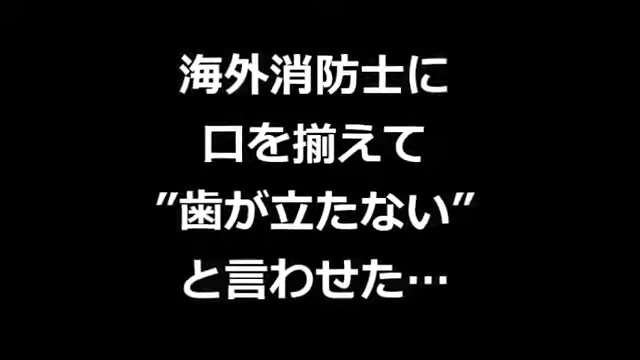 海外消防士に
口を揃えて
”歯が立たない”
と言わせた…